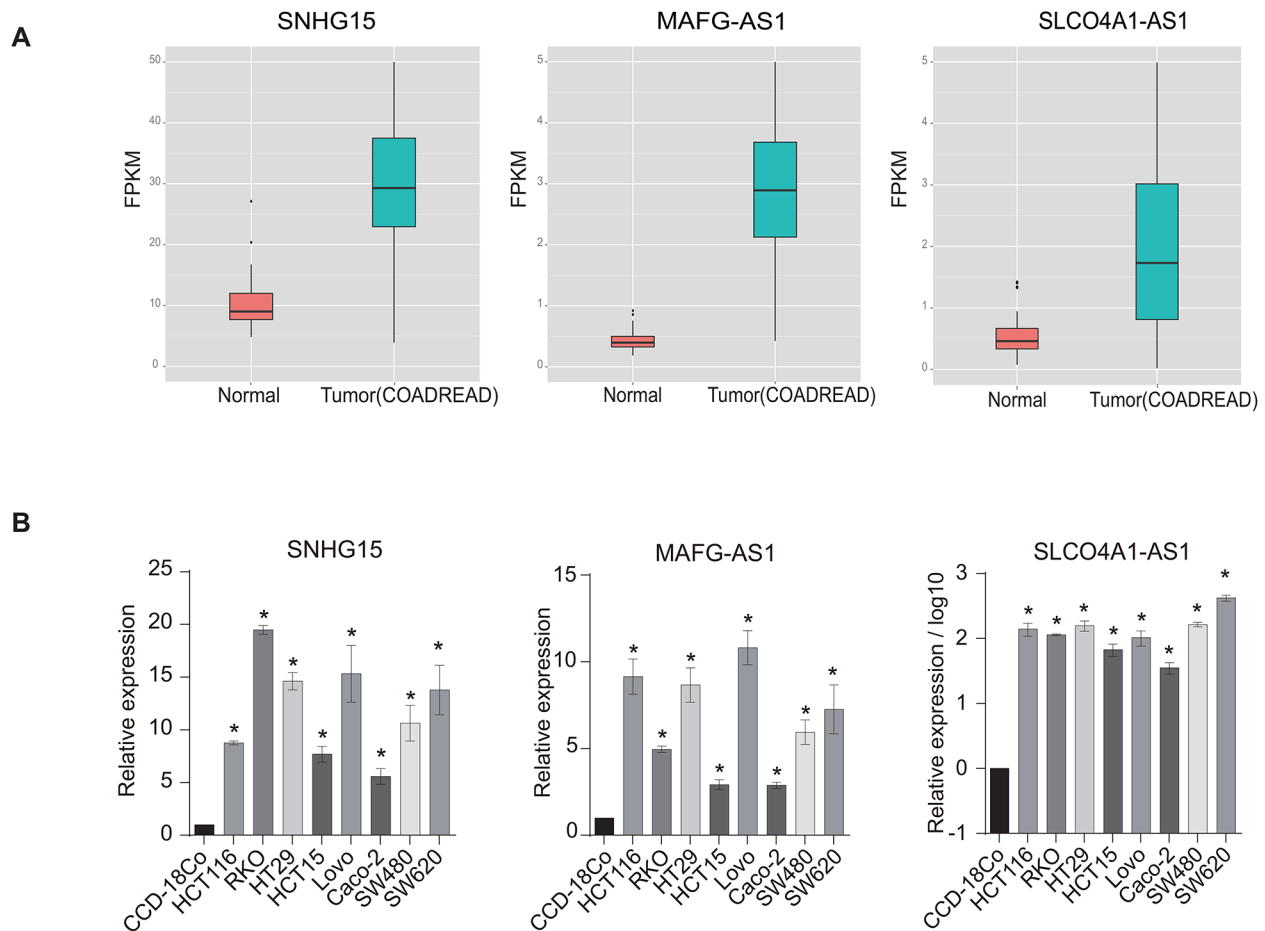 A
SNHG15
MAFG-AS1
SLCO4A1-AS1
FPKM
50
40
30
20
10
0
Normal
Tumor(COADREAD)
FPKM
5
4
3
2
1
0
Normal
Tumor(COADREAD)
FPKM
5
4
3
2
1
0
Normal
Tumor(COADREAD)
B
SNHG15
Relative expression
25
20
15
10
5
0
* * * * * * * *
CCD-18Co
HCT116
RKO
HT29
HCT15
Lovo
Caco-2
SW480
SW620
MAFG-AS1
Relative expression
15
10
5
0
* * * * * * * *
CCD-18Co
HCT116
RKO
HT29
HCT15
Lovo
Caco-2
SW480
SW620
SLCO4A1-AS1
Relative expression / log10
3
2
1
0
-1
* * * * * * * *
CCD-18Co
HCT116
RKO
HT29
HCT15
Lovo
Caco-2
SW480
SW620